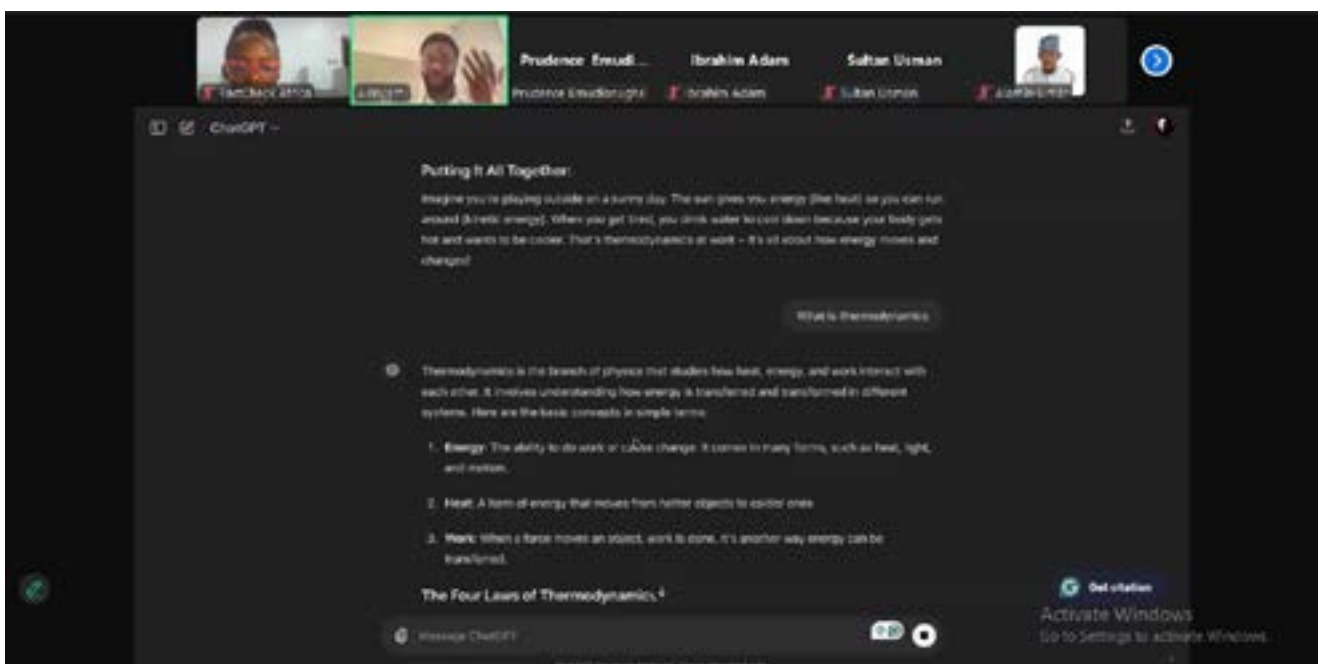 Prudence Emudi...
Ibrahim Adam
Sultan Usman
FactCheck Africa
Prudence Emudianughe
Ibrahim Adam
Sultan Usman
ChatGPT
Putting It All Together:
Imagine you're playing outside on a sunny day. The sun gives you energy (like heat) so you can run
around (kinetic energy). When you get tired, you drink water to cool down because your body gets
hot and wants to be cooler. That's thermodynamics at work – it's all about how energy moves and
changes!
What is thermodynamics
Thermodynamics is the branch of physics that studies how heat, energy, and work interact with
each other. It involves understanding how energy is transferred and transformed in different
systems. Here are the basic concepts in simple terms:
1. Energy: The ability to do work or cause change. It comes in many forms, such as heat, light,
and motion.
2. Heat: A form of energy that moves from hotter objects to colder ones
3. Work: When a force moves an object, work is done. It's another way energy can be
transferred.
The Four Laws of Thermodynamics:
Get citation
Message ChatGPT
Activate Windows
Go to Settings to activate Windows.